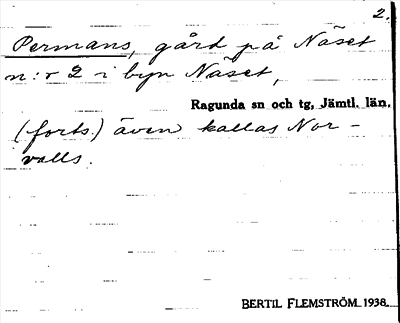 2.
Permans, gård på Näset
n:r 2 i byn Näset,
Ragunda sn och tg, Jämtl. län.
(forts.) även kallas Nor-
valls.
BERTIL FLEMSTRÖM 1938.